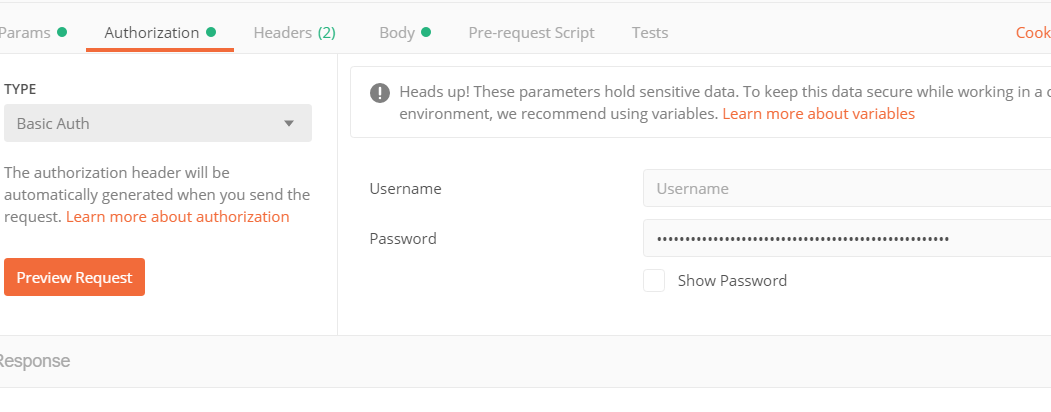 Params
Authorization
Headers (2)
Body
Pre-request Script
Tests
Cook
TYPE
Basic Auth
The authorization header will be
automatically generated when you send the
request. Learn more about authorization
Preview Request
Heads up! These parameters hold sensitive data. To keep this data secure while working in a
environment, we recommend using variables. Learn more about variables
Username
Username
Password
••••••••••••••••••••••••••••••••••••••••••••••••••••
Show Password
Response